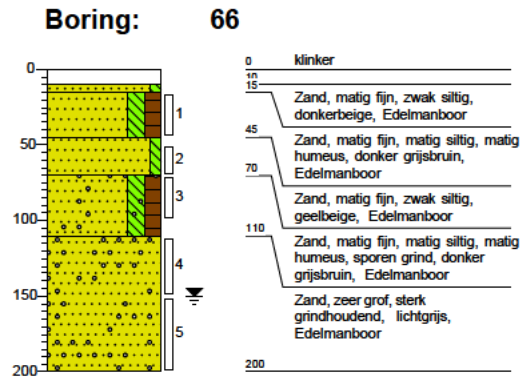 Boring: 66
0
50
100
150
200
1
2
3
4
5
0 klinker
10
15
Zand, matig fijn, zwak siltig,
donkerbeige, Edelmanboor
45
Zand, matig fijn, matig siltig, matig
humeus, donker grijsbruin,
Edelmanboor
70
Zand, matig fijn, zwak siltig,
geelbeige, Edelmanboor
110
Zand, matig fijn, matig siltig, matig
humeus, sporen grind, donker
grijsbruin, Edelmanboor
Zand, zeer grof, sterk
grindhoudend, lichtgrijs,
Edelmanboor
200